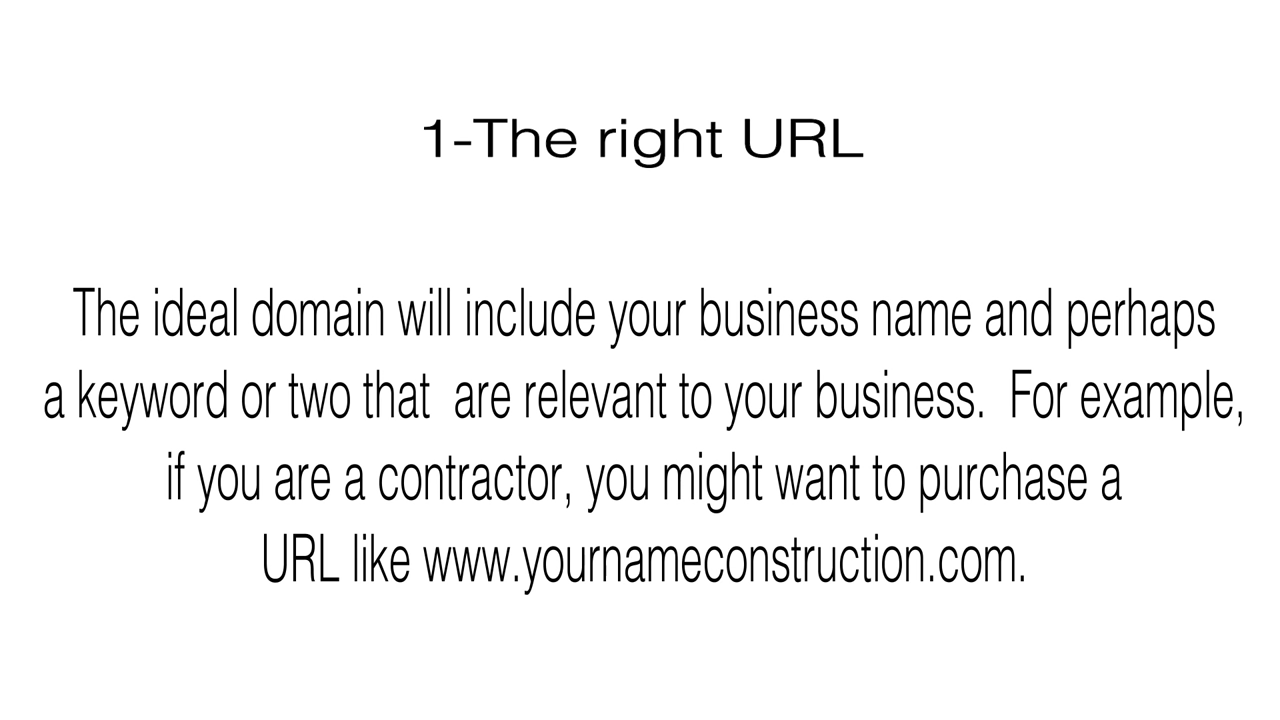 1-The right URL
The ideal domain will include your business name and perhaps
a keyword or two that  are relevant to your business.  For example,
if you are a contractor, you might want to purchase a
URL like www.yournameconstruction.com.